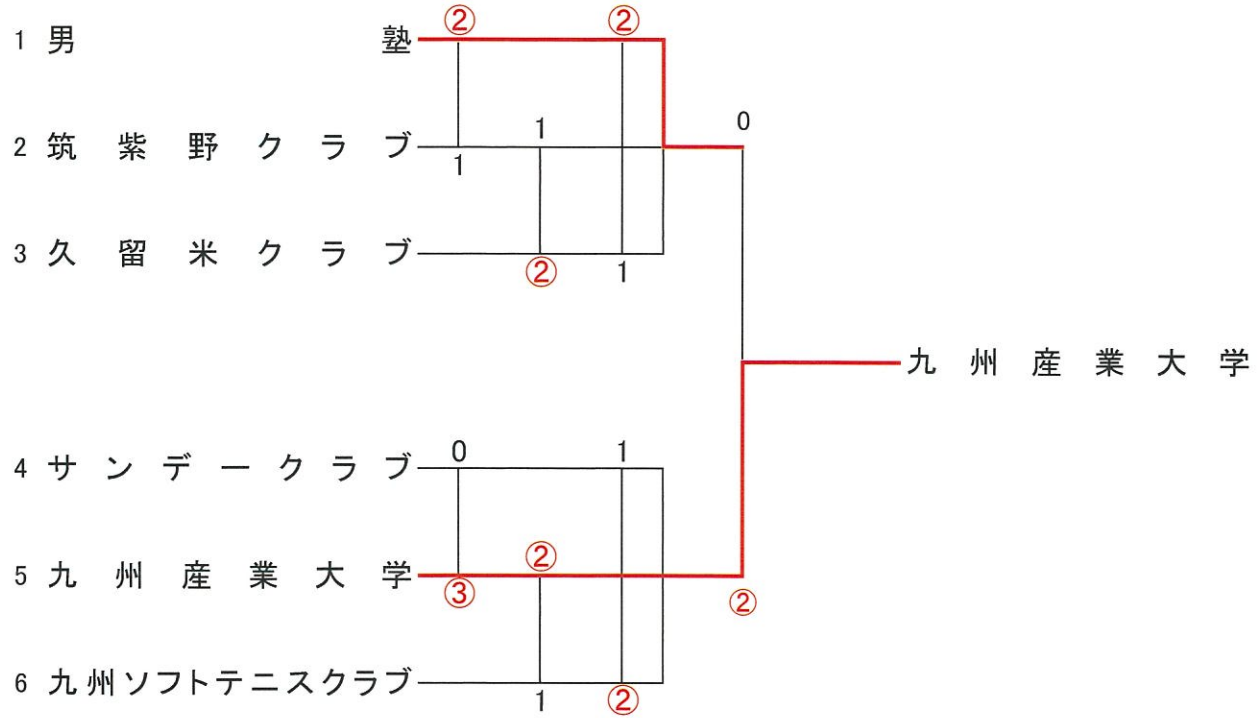 ② ②
1 男塾
0
1
2 筑紫野クラブ
1
3 久留米クラブ
② 1
九州産業大学
0 1
4 サンデークラブ
②
5 九州産業大学
③ ②
6 九州ソフトテニスクラブ
1 ②